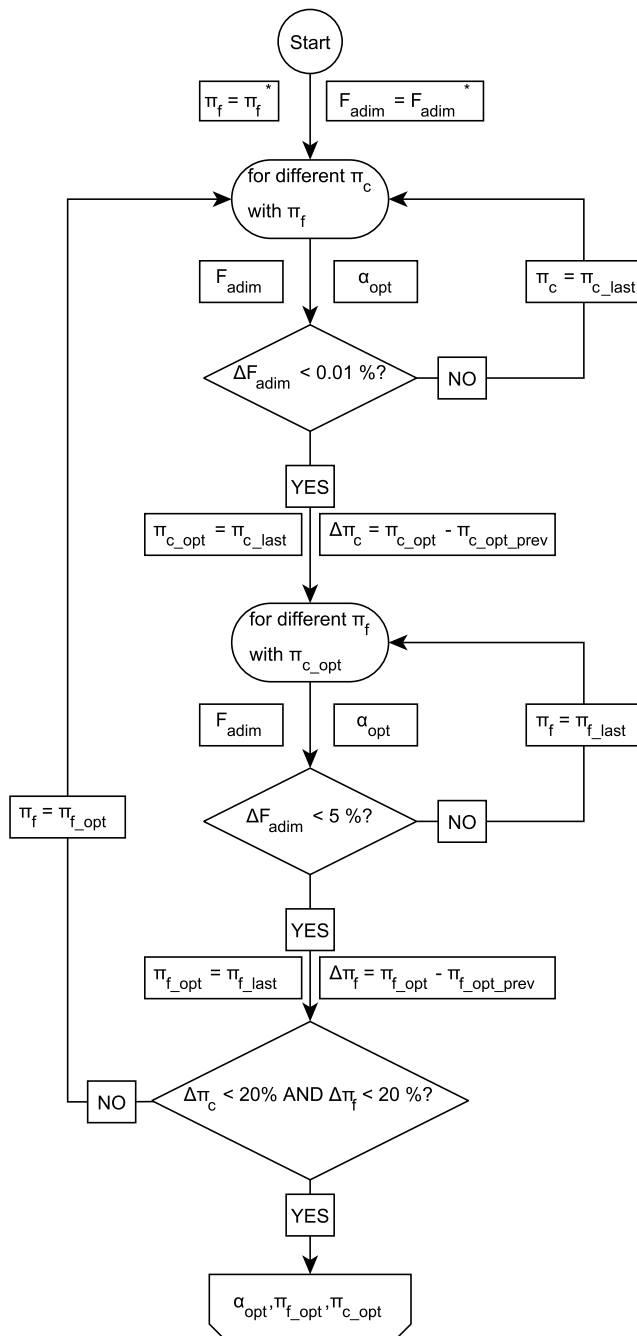 Start
π_f = π_f^*
F_adim = F_adim^*
for different π_c
with π_f
F_adim
α_opt
π_c = π_c_last
ΔF_adim < 0.01 %?
NO
YES
π_c_opt = π_c_last
Δπ_c = π_c_opt - π_c_opt_prev
for different π_f
with π_c_opt
F_adim
α_opt
π_f = π_f_last
π_f = π_f_opt
ΔF_adim < 5 %?
NO
YES
π_f_opt = π_f_last
Δπ_f = π_f_opt - π_f_opt_prev
Δπ_c < 20% AND Δπ_f < 20 %?
NO
YES
α_opt,π_f_opt,π_c_opt